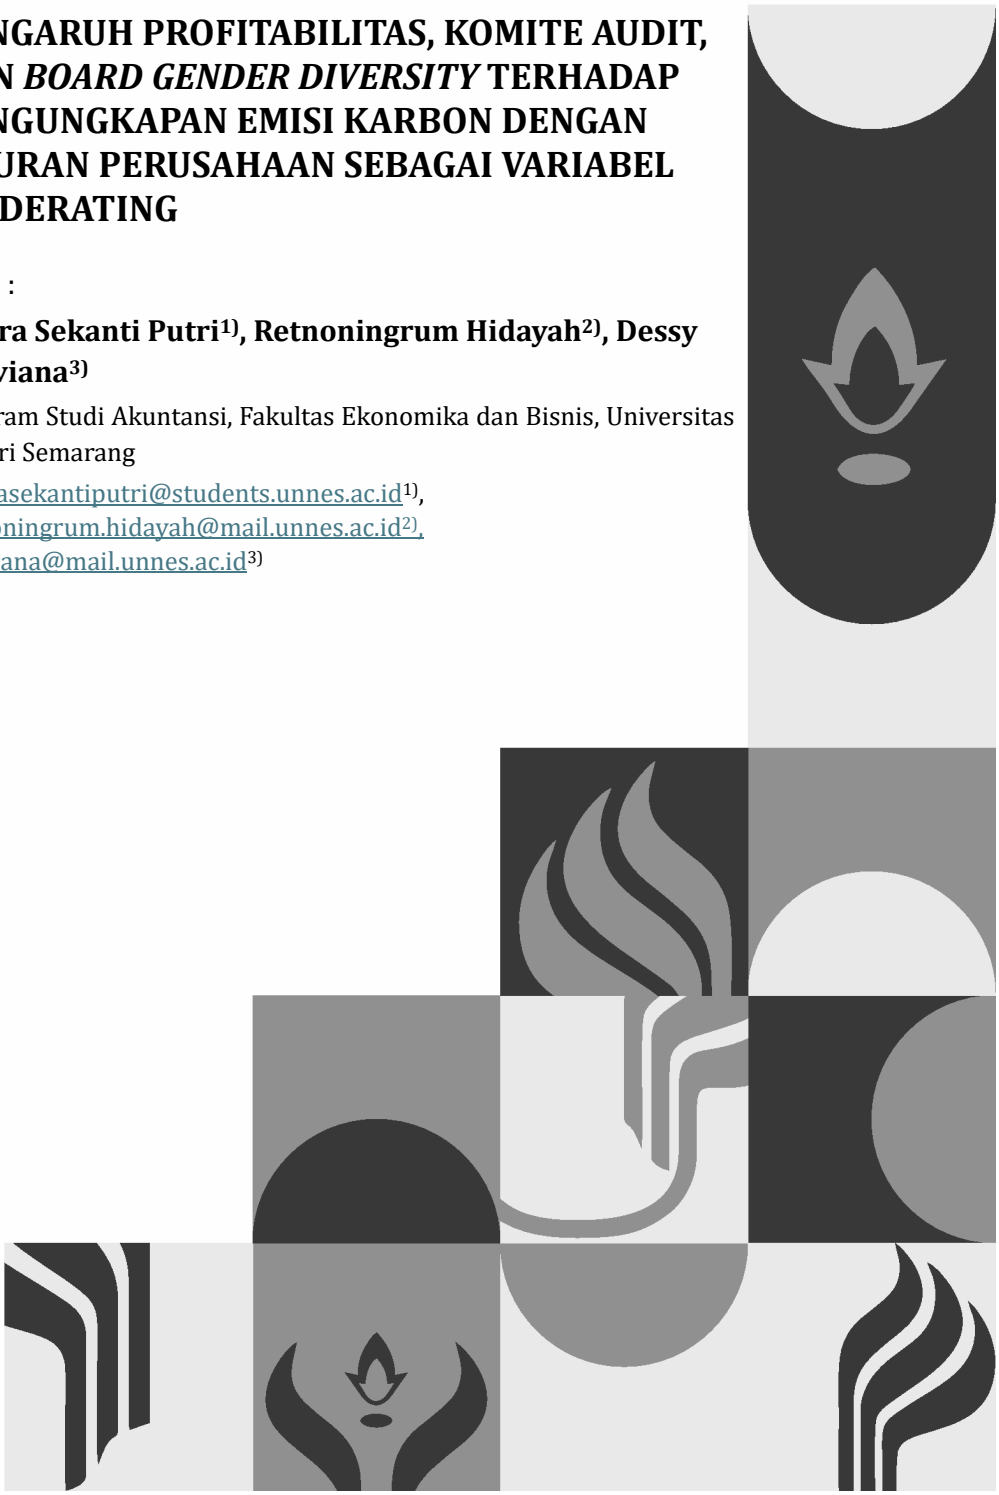 NGARUH PROFITABILITAS, KOMITE AUDIT,
N BOARD GENDER DIVERSITY TERHADAP
NGUNGKAPAN EMISI KARBON DENGAN
URAN PERUSAHAAN SEBAGAI VARIABEL
DERATING
:
ra Sekanti Putri1), Retnoningrum Hidayah2), Dessy
viana3)
ram Studi Akuntansi, Fakultas Ekonomika dan Bisnis, Universitas
ri Semarang
asekantiputri@students.unnes.ac.id1),
oningrum.hidayah@mail.unnes.ac.id2),
ana@mail.unnes.ac.id3)